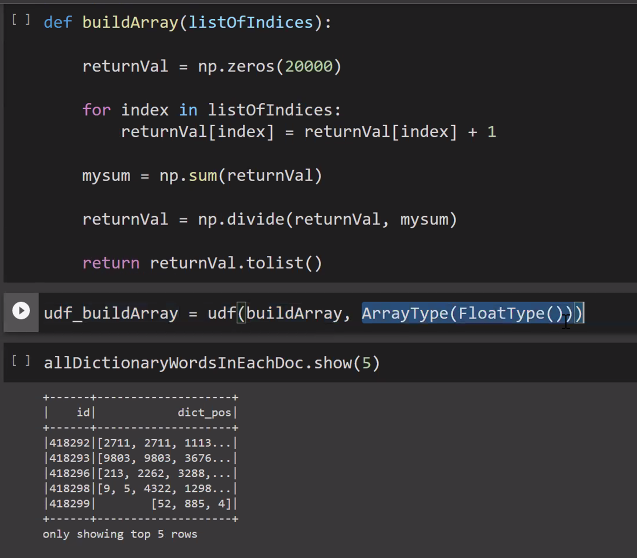 [ ] def buildArray(listOfIndices):
returnVal = np.zeros(20000)
for index in listOfIndices:
returnVal[index] = returnVal[index] + 1
mysum = np.sum(returnVal)
returnVal = np.divide(returnVal, mysum)
return returnVal.tolist()
udf_buildArray = udf(buildArray, ArrayType(FloatType()))
[ ] allDictionaryWordsInEachDoc.show(5)
+------+--------------------+
|    id|            dict_pos|
+------+--------------------+
|418292|[2711, 2711, 1113...|
|418293|[9803, 9803, 3676...|
|418296|[213, 2262, 3288,...|
|418298|[9, 5, 4322, 1298...|
|418299|        [52, 885, 4]|
+------+--------------------+
only showing top 5 rows